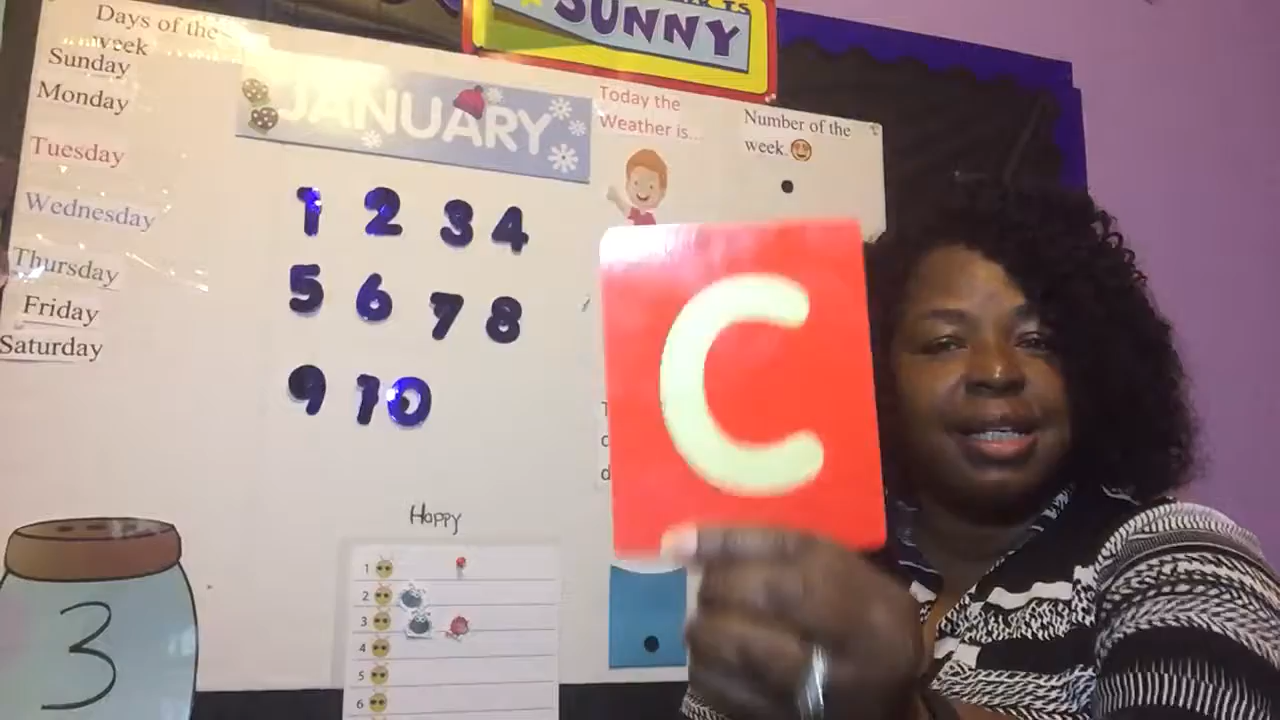 Days of the
week
Sunday
Monday
Tuesday
Wednesday
Thursday
Friday
Saturday
JANUARY
1 2 3 4
5 6 7 8
9 10
SUNNY
Today the
Weather is...
Number of the
week.
C
Happy
1
2
3
4
5
6
3